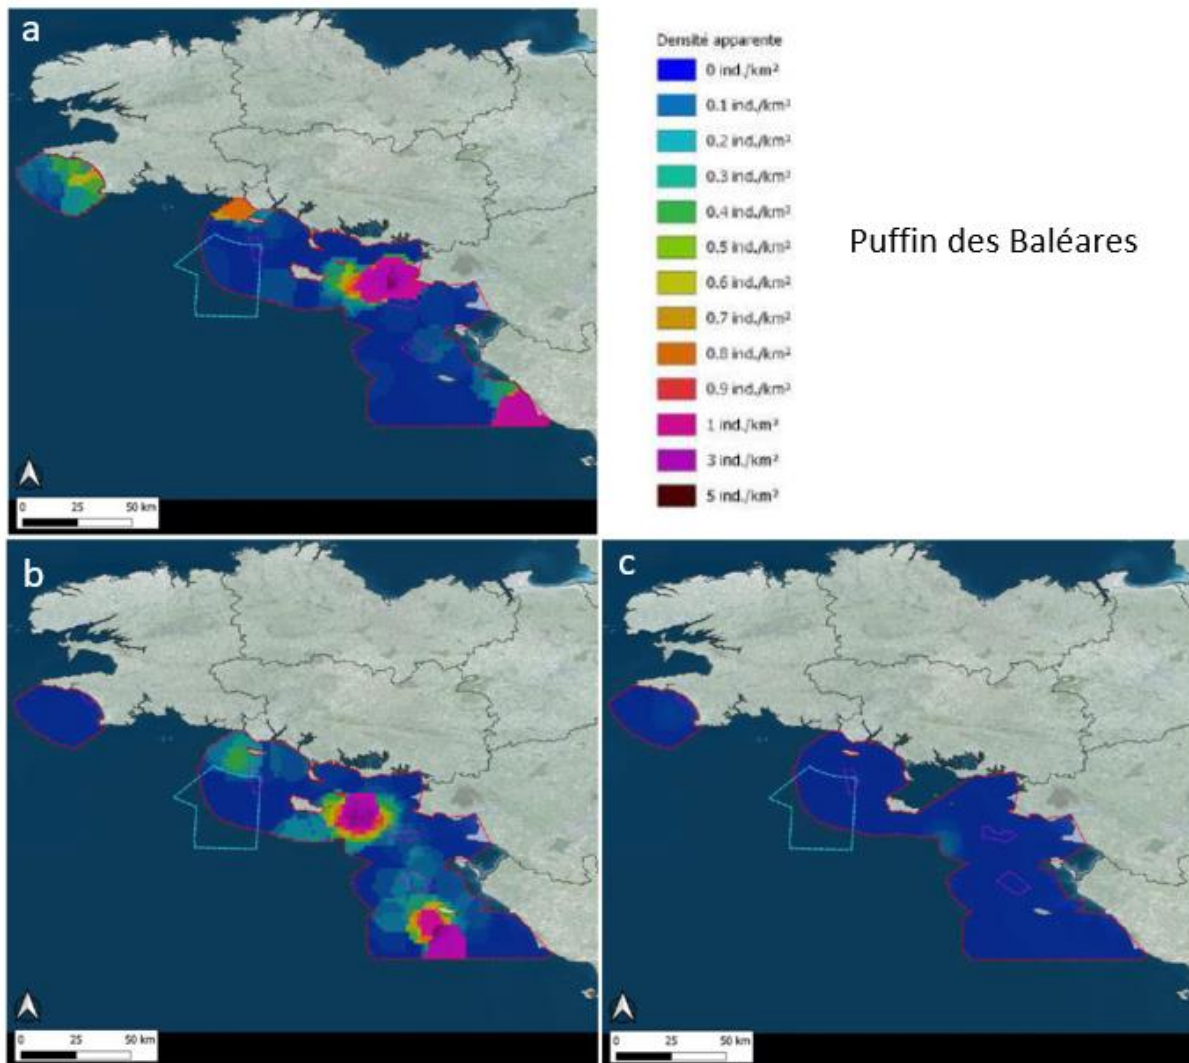 a
Densité apparente
0 ind./km²
0.1 ind./km²
0.2 ind./km²
0.3 ind./km²
0.4 ind./km²
0.5 ind./km²
0.6 ind./km²
0.7 ind./km²
0.8 ind./km²
0.9 ind./km²
1 ind./km²
3 ind./km²
5 ind./km²
Puffin des Baléares
0 25 50 km
b
c
0 25 50 km
0 25 50 km